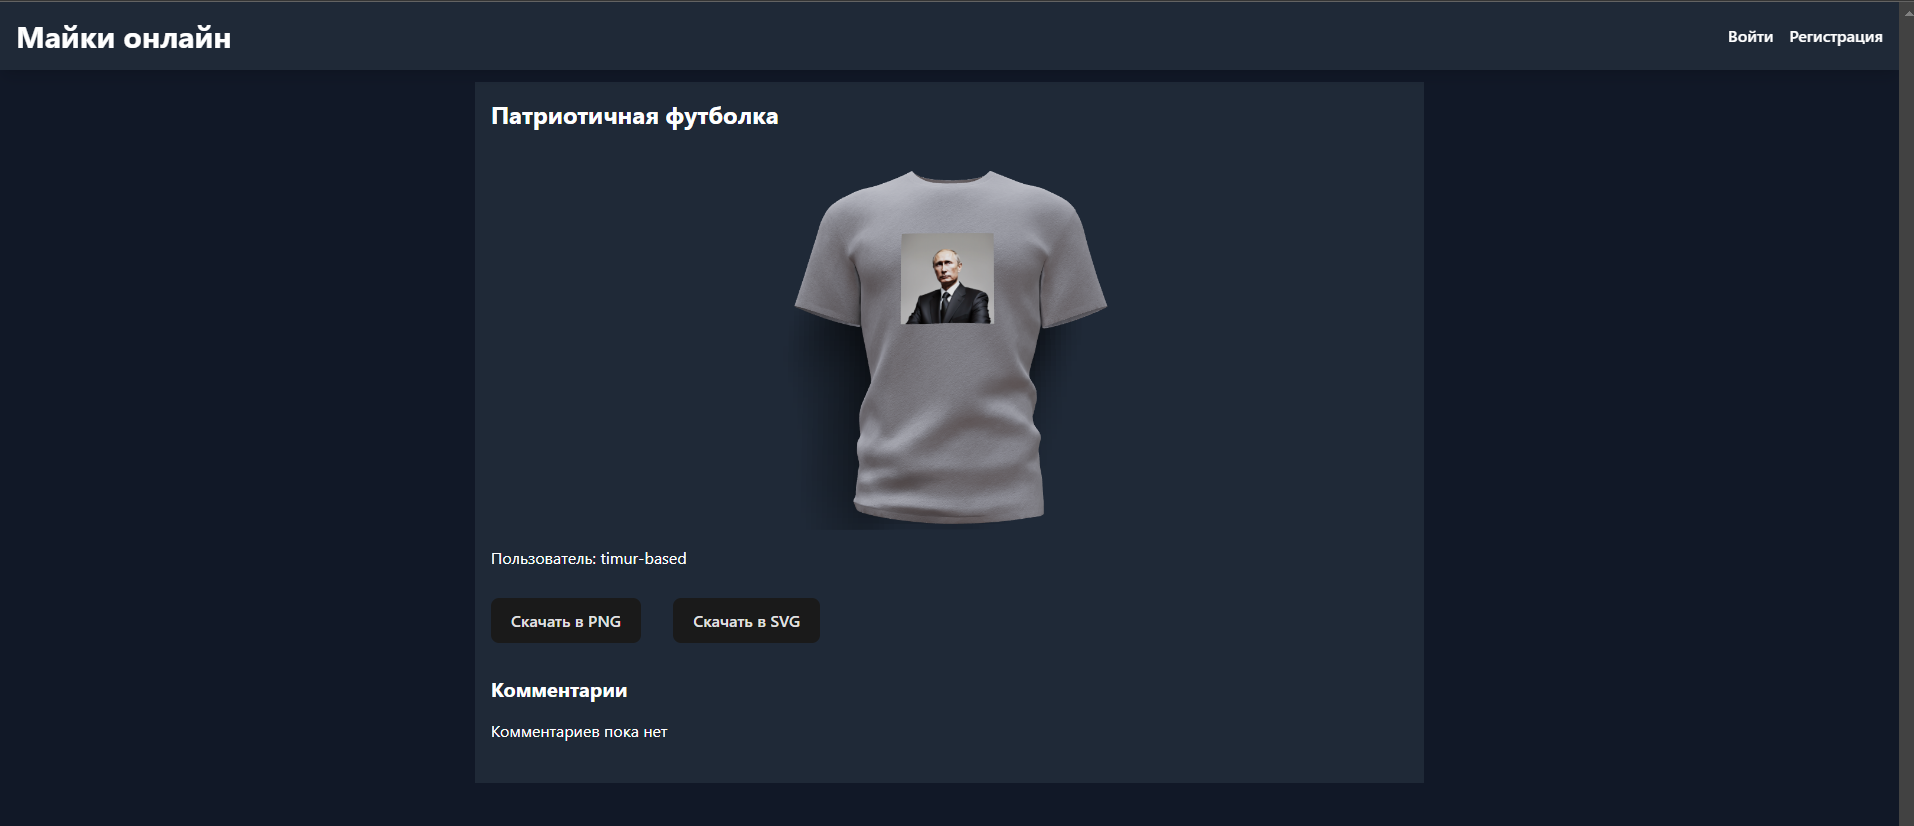 Майки онлайн
Войти Регистрация
Патриотичная футболка
Пользователь: timur-based
Скачать в PNG Скачать в SVG
Комментарии
Комментариев пока нет